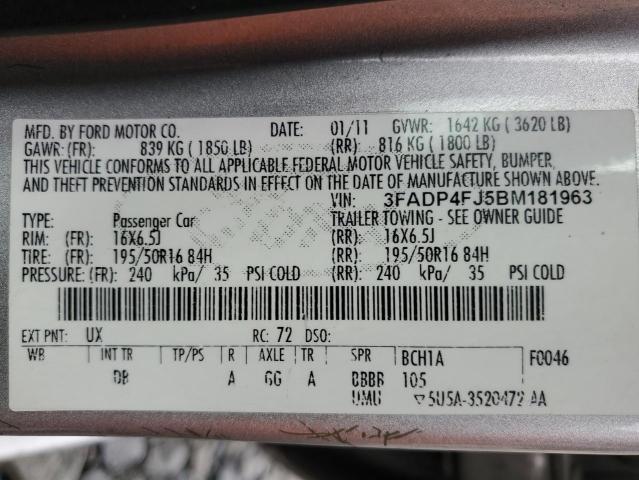 MFD. BY FORD MOTOR CO. DATE: 01/11 GVWR: 1642 KG ( 3620 LB)
GAWR: (FR): 839 KG ( 1850 LB) (RR): 816 KG ( 1800 LB)
THIS VEHICLE CONFORMS TO ALL APPLICABLE FEDERAL MOTOR VEHICLE SAFETY, BUMPER,
AND THEFT PREVENTION STANDARDS IN EFFECT ON THE DATE OF MANUFACTURE SHOWN ABOVE.
VIN: 3FADP4FJ5BM181963
TYPE: Passenger Car TRAILER TOWING - SEE OWNER GUIDE
RIM: (FR): 16X6.5J (RR): 16X6.5J
TIRE: (FR): 195/50R16 84H (RR): 195/50R16 84H
PRESSURE: (FR): 240 kPa/ 35 PSI COLD (RR): 240 kPa/ 35 PSI COLD
EXT PNT: UX RC: 72 DSO:
WB INT TR TP/PS R AXLE TR SPR BCH1A F0046
DB A GG A BBBB 105
UMU ▽5U5A-3520472 AA